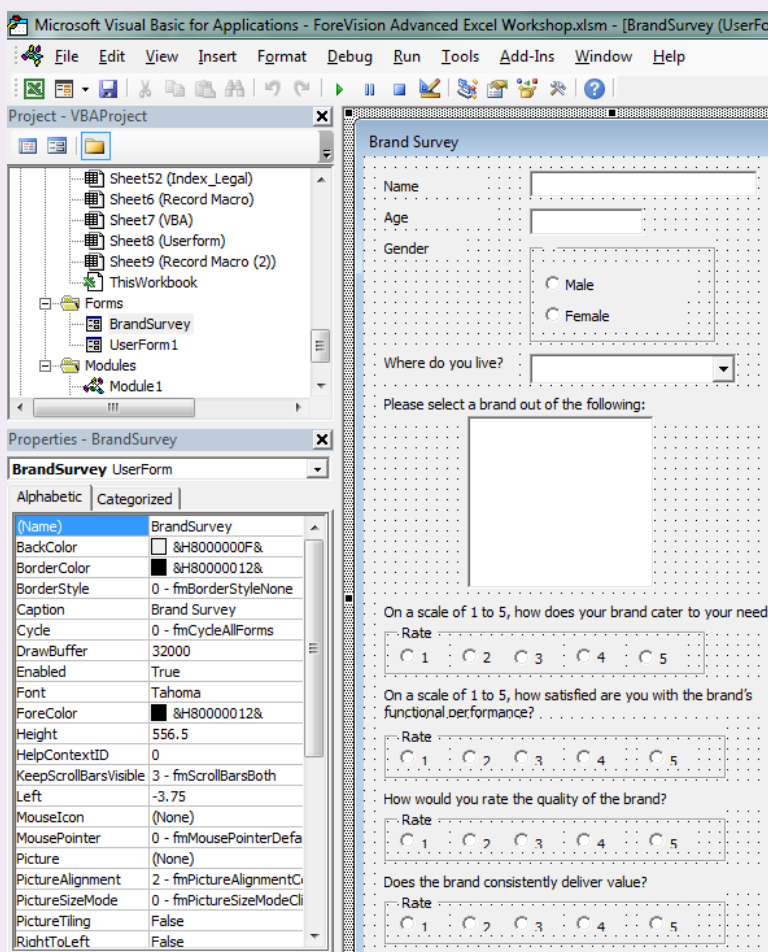 Microsoft Visual Basic for Applications - ForeVision Advanced Excel Workshop.xlsm - [BrandSurvey (UserFo
File Edit View Insert Format Debug Run Tools Add-Ins Window Help
Project - VBAProject
Sheet52 (Index_Legal)
Sheet6 (Record Macro)
Sheet7 (VBA)
Sheet8 (Userform)
Sheet9 (Record Macro (2))
ThisWorkbook
Forms
BrandSurvey
UserForm1
Modules
Module1
Properties - BrandSurvey
BrandSurvey UserForm
Alphabetic Categorized
(Name) BrandSurvey
BackColor &H8000000F&
BorderColor &H80000012&
BorderStyle 0 - fmBorderStyleNone
Caption Brand Survey
Cycle 0 - fmCycleAllForms
DrawBuffer 32000
Enabled True
Font Tahoma
ForeColor &H80000012&
Height 556.5
HelpContextID 0
KeepScrollBarsVisible 3 - fmScrollBarsBoth
Left -3.75
MouseIcon (None)
MousePointer 0 - fmMousePointerDefa
Picture (None)
PictureAlignment 2 - fmPictureAlignmentC
PictureSizeMode 0 - fmPictureSizeModeCli
PictureTiling False
RightToLeft False
Brand Survey
Name
Age
Gender
Male
Female
Where do you live?
Please select a brand out of the following:
On a scale of 1 to 5, how does your brand cater to your need
Rate
1 2 3 4 5
On a scale of 1 to 5, how satisfied are you with the brand's
functional performance?
Rate
1 2 3 4 5
How would you rate the quality of the brand?
Rate
1 2 3 4 5
Does the brand consistently deliver value?
Rate
1 2 3 4 5